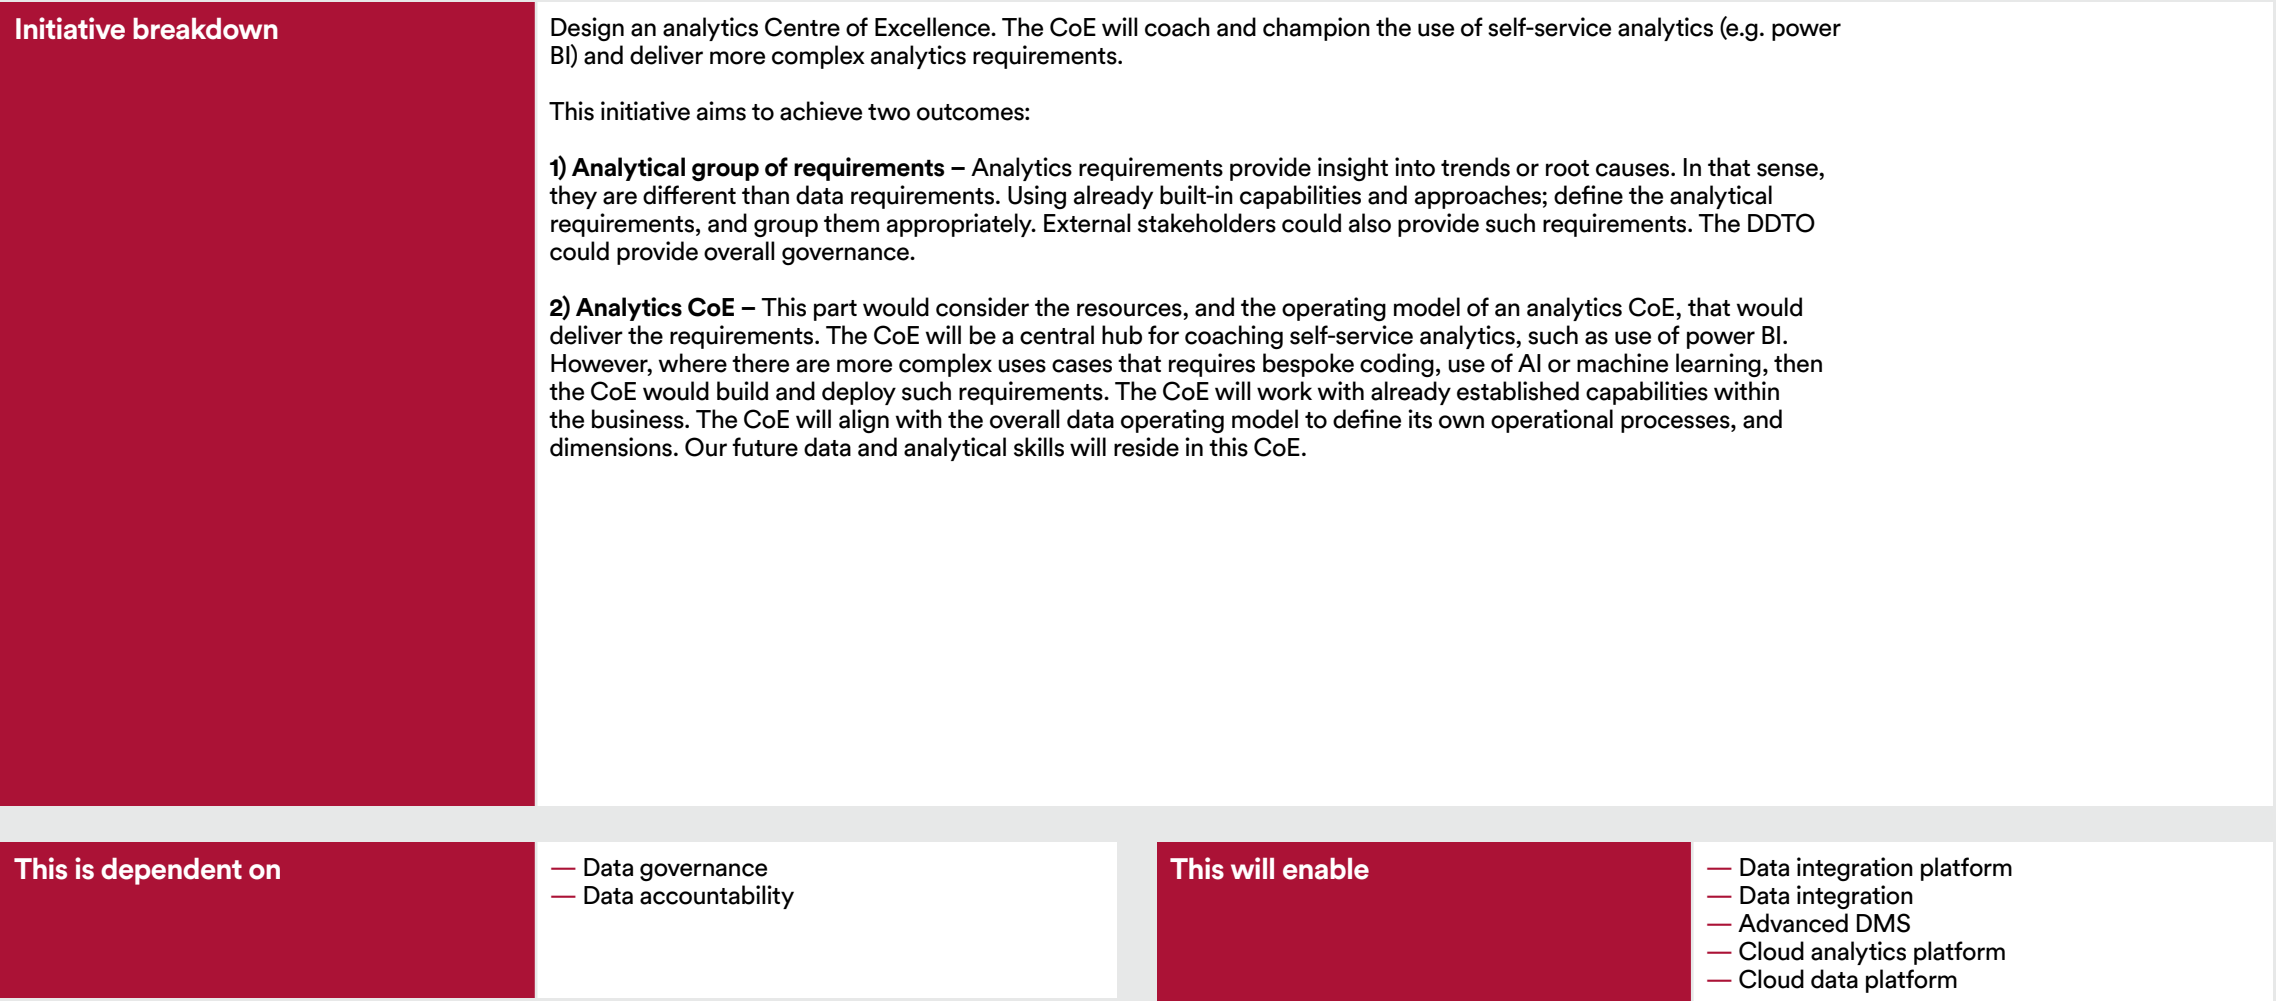 Initiative breakdown
Design an analytics Centre of Excellence. The CoE will coach and champion the use of self-service analytics (e.g. power
BI) and deliver more complex analytics requirements.
This initiative aims to achieve two outcomes:
1) Analytical group of requirements – Analytics requirements provide insight into trends or root causes. In that sense,
they are different than data requirements. Using already built-in capabilities and approaches; define the analytical
requirements, and group them appropriately. External stakeholders could also provide such requirements. The DDTO
could provide overall governance.
2) Analytics CoE – This part would consider the resources, and the operating model of an analytics CoE, that would
deliver the requirements. The CoE will be a central hub for coaching self-service analytics, such as use of power BI.
However, where there are more complex uses cases that requires bespoke coding, use of AI or machine learning, then
the CoE would build and deploy such requirements. The CoE will work with already established capabilities within
the business. The CoE will align with the overall data operating model to define its own operational processes, and
dimensions. Our future data and analytical skills will reside in this CoE.
This is dependent on
— Data governance
— Data accountability
This will enable
— Data integration platform
— Data integration
— Advanced DMS
— Cloud analytics platform
— Cloud data platform